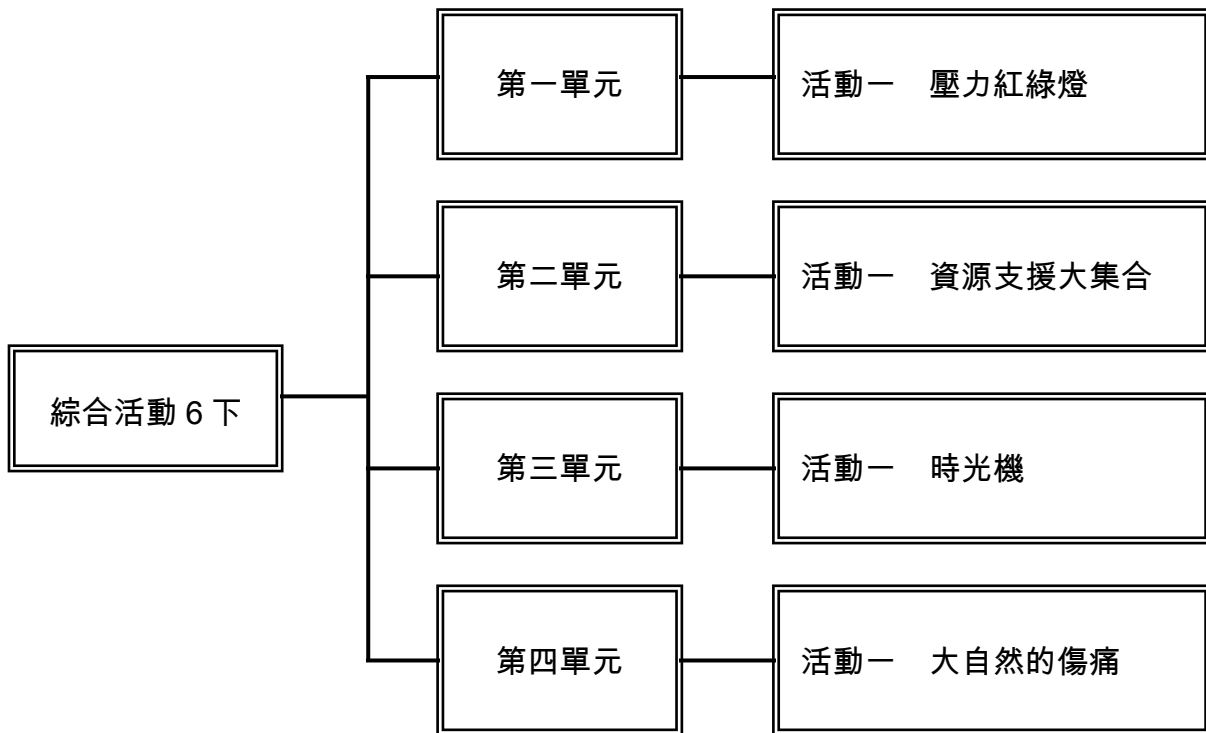 第一單元
活動一　壓力紅綠燈
第二單元
活動一　資源支援大集合
綜合活動 6 下
第三單元
活動一　時光機
第四單元
活動一　大自然的傷痛